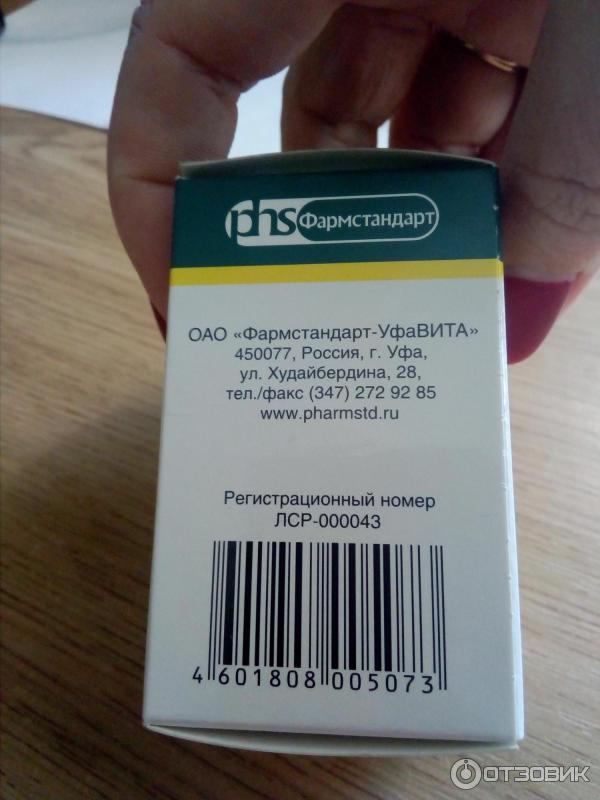 phs Фармстандарт
ОАО «Фармстандарт-УфаВИТА»
450077, Россия, г. Уфа,
ул. Худайбердина, 28,
тел./факс (347) 272 92 85
www.pharmstd.ru
Регистрационный номер
ЛСР-000043
4 601808 005073
ОТЗОВИК